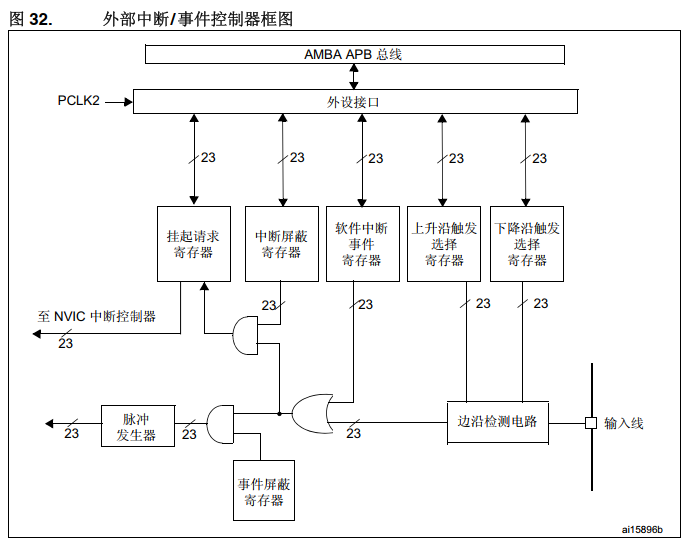 图 32. 外部中断/事件控制器框图
AMBA APB 总线
PCLK2
外设接口
23 23 23 23 23
挂起请求
寄存器
中断屏蔽
寄存器
软件中断
事件
寄存器
上升沿触发
选择
寄存器
下降沿触发
选择
寄存器
至 NVIC 中断控制器
23
23
23
23
23
脉冲
发生器
边沿检测电路
输入线
23
23
23
事件屏蔽
寄存器
ai15896b